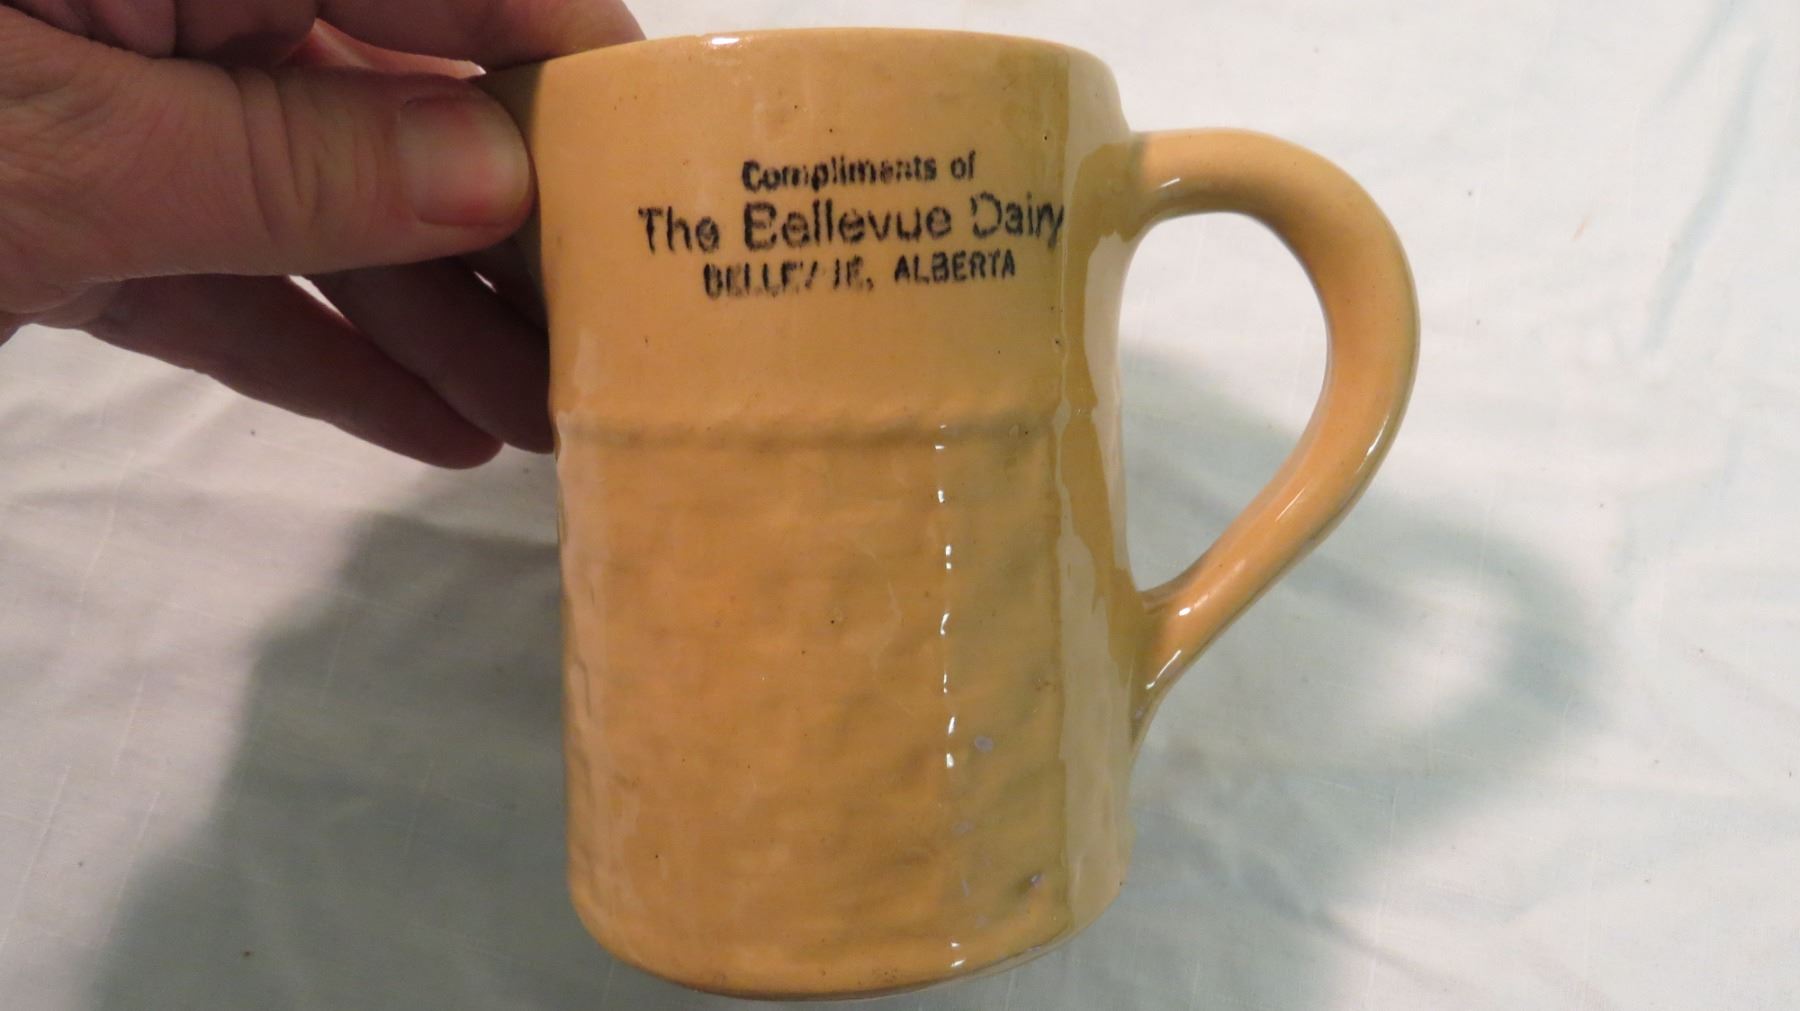 Compliments of
The Bellevue Dairy
BELLEVUE, ALBERTA